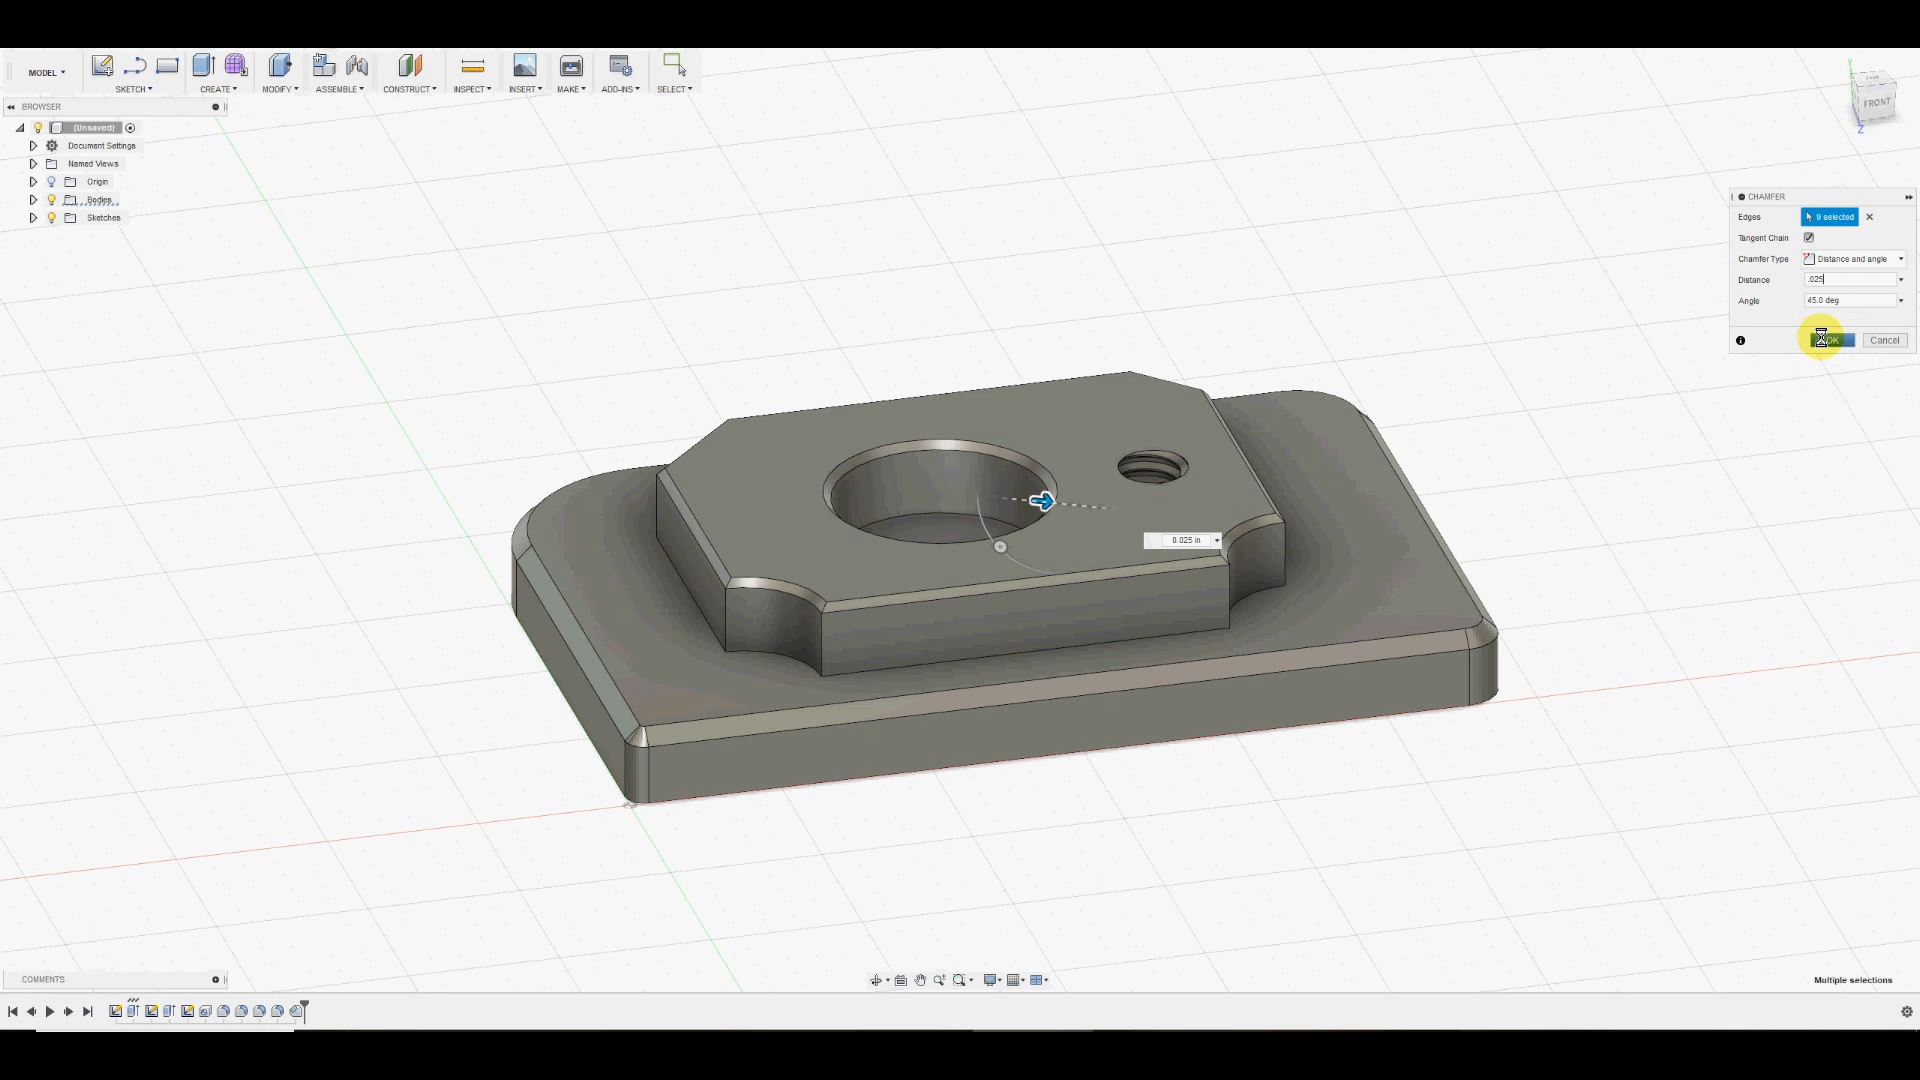 MODEL
SKETCH
CREATE
MODIFY
ASSEMBLE
CONSTRUCT
INSPECT
INSERT
MAKE
ADD-INS
SELECT
BROWSER
(Unsaved)
Document Settings
Named Views
Origin
Bodies
Sketches
Y
TOP
FRONT
Z
CHAMFER
Edges 9 selected
Tangent Chain
Chamfer Type Distance and angle
Distance .025
Angle 45.0 deg
OK Cancel
0.025 in
COMMENTS
Multiple selections